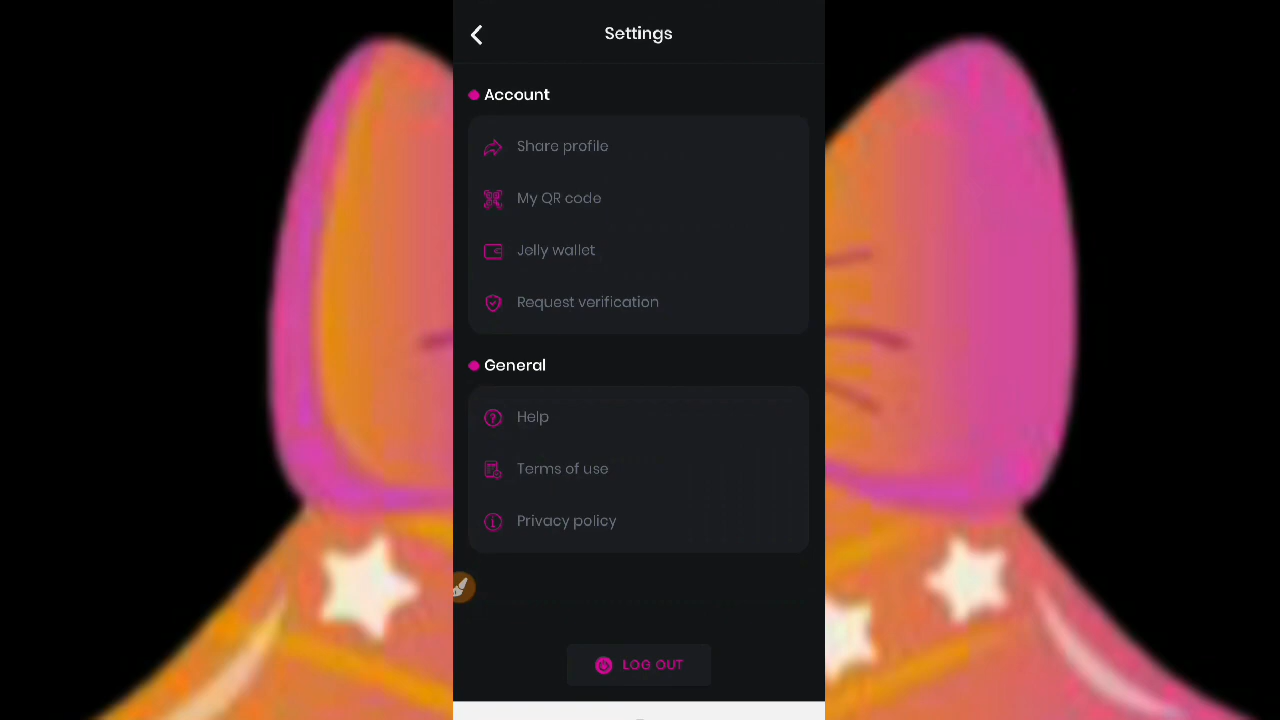 Settings
Account
Share profile
My QR code
Jelly wallet
Request verification
General
Help
Terms of use
Privacy policy
LOG OUT